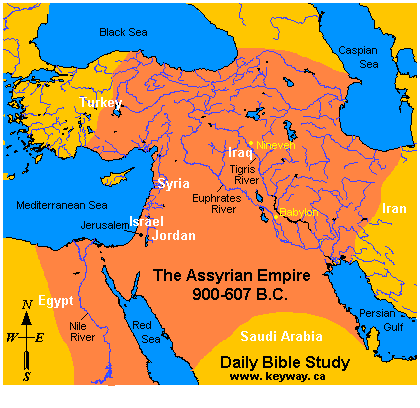 Black Sea
Caspian
Sea
Turkey
Nineveh
Iraq
Tigris
River
Syria
Euphrates
River
Mediterranean Sea
Iran
Babylon
Israel
Jerusalem
Jordan
The Assyrian Empire
900-607 B.C.
Egypt
N
W E
S
Nile
River
Red
Sea
Persian
Gulf
Saudi Arabia
Daily Bible Study
www.keyway.ca